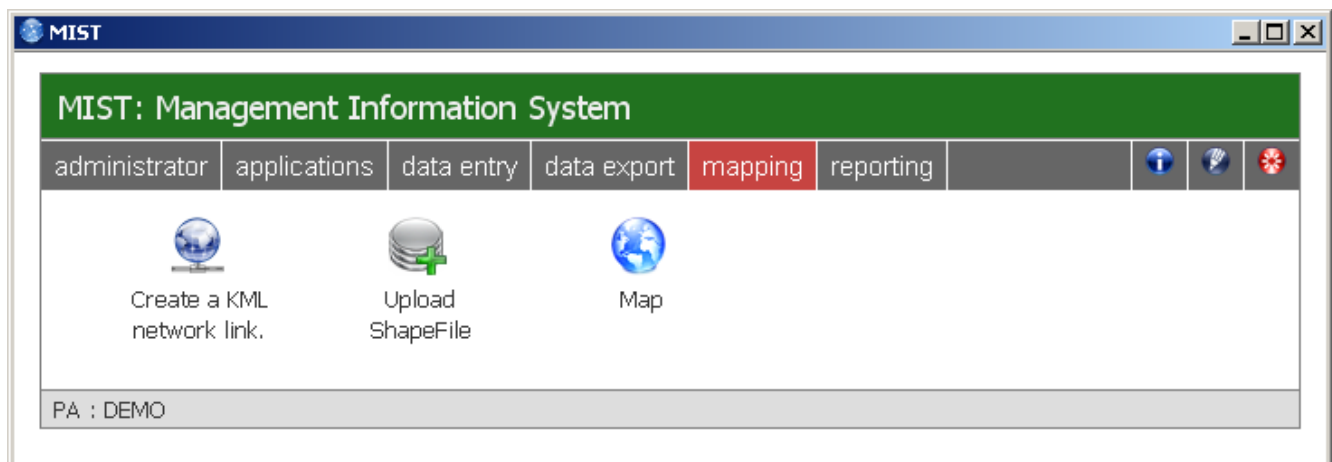 MIST
MIST: Management Information System
administrator applications data entry data export mapping reporting
Create a KML
network link.
Upload
ShapeFile
Map
PA : DEMO